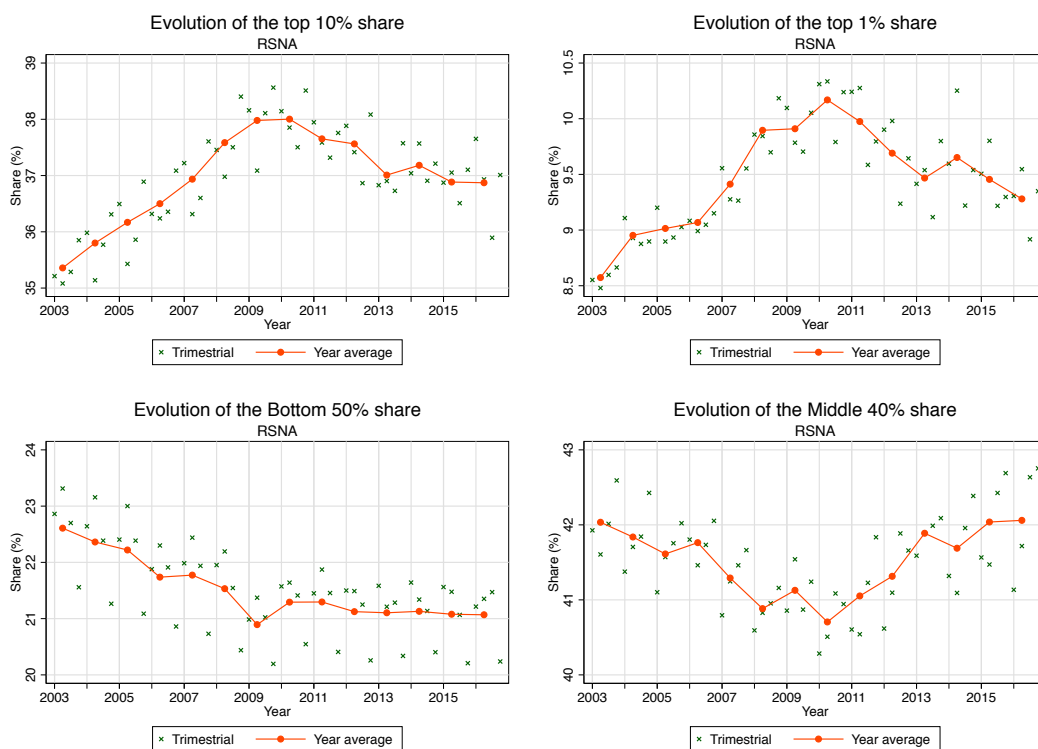 Evolution of the top 10% share
RSNA
Share (%)
39
38
37
36
35
2003 2005 2007 2009 2011 2013 2015
Year
Trimestrial Year average
Evolution of the top 1% share
RSNA
Share (%)
10.5
10
9.5
9
8.5
2003 2005 2007 2009 2011 2013 2015
Year
Trimestrial Year average
Evolution of the Bottom 50% share
RSNA
Share (%)
24
23
22
21
20
2003 2005 2007 2009 2011 2013 2015
Year
Trimestrial Year average
Evolution of the Middle 40% share
RSNA
Share (%)
43
42
41
40
2003 2005 2007 2009 2011 2013 2015
Year
Trimestrial Year average